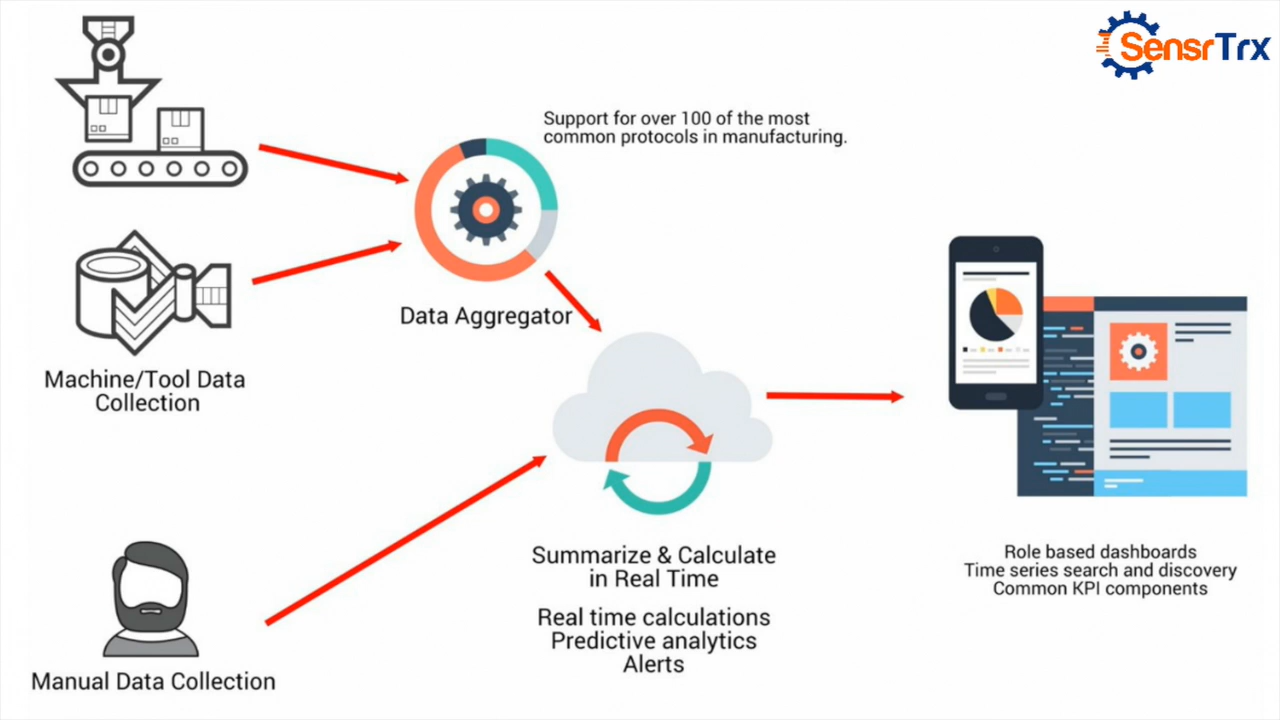 SensrTrx
Support for over 100 of the most
common protocols in manufacturing.
Data Aggregator
Machine/Tool Data
Collection
Summarize & Calculate
in Real Time
Real time calculations
Predictive analytics
Alerts
Role based dashboards
Time series search and discovery
Common KPI components
Manual Data Collection